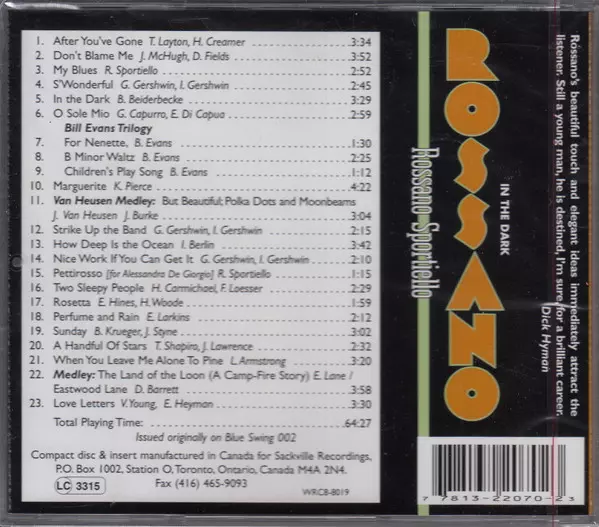 1. After You've Gone T. Layton, H. Creamer 3:34
2. Don't Blame Me J. McHugh, D. Fields 3:52
3. My Blues R. Sportiello 2:52
4. S'Wonderful G. Gershwin, I. Gershwin 2:45
5. In the Dark B. Beiderbecke 3:29
6. O Sole Mio G. Capurro, E. Di Capua 2:59
Bill Evans Trilogy
7. For Nenette, B. Evans 1:30
8. B Minor Waltz B. Evans 2:25
9. Children's Play Song B. Evans 1:12
10. Marguerite K. Pierce 4:22
11. Van Heusen Medley: But Beautiful; Polka Dots and Moonbeams
J. Van Heusen J. Burke 3:04
12. Strike Up the Band G. Gershwin, I. Gershwin 2:15
13. How Deep Is the Ocean I. Berlin 3:42
14. Nice Work If You Can Get It G. Gershwin, I. Gershwin 2:10
15. Pettirosso [for Alessandra De Giorgio] R. Sportiello 1:15
16. Two Sleepy People H. Carmichael, F. Loesser 2:29
17. Rosetta E. Hines, H. Woode 1:59
18. Perfume and Rain E. Larkins 2:12
19. Sunday B. Krueger, J. Styne 3:02
20. A Handful Of Stars T. Shapiro, J. Lawrence 2:32
21. When You Leave Me Alone To Pine L. Armstrong 3:20
22. Medley: The Land of the Loon (A Camp-Fire Story) E. Lane /
Eastwood Lane D. Barrett 3:58
23. Love Letters V. Young, E. Heyman 3:30
Total Playing Time: 64:27
Issued originally on Blue Swing 002
Compact disc & insert manufactured in Canada for Sackville Recordings,
P.O. Box 1002, Station O, Toronto, Ontario, Canada M4A 2N4.
Fax (416) 465-9093
LC 3315
WRCB-8019
Rossano Sportiello
ROSSANO
IN THE DARK
Rossano's beautiful touch and elegant ideas immediately attract the
listener. Still a young man, he is destined, I'm sure, for a brilliant career.
Dick Hyman
7 7813-22070-2 3